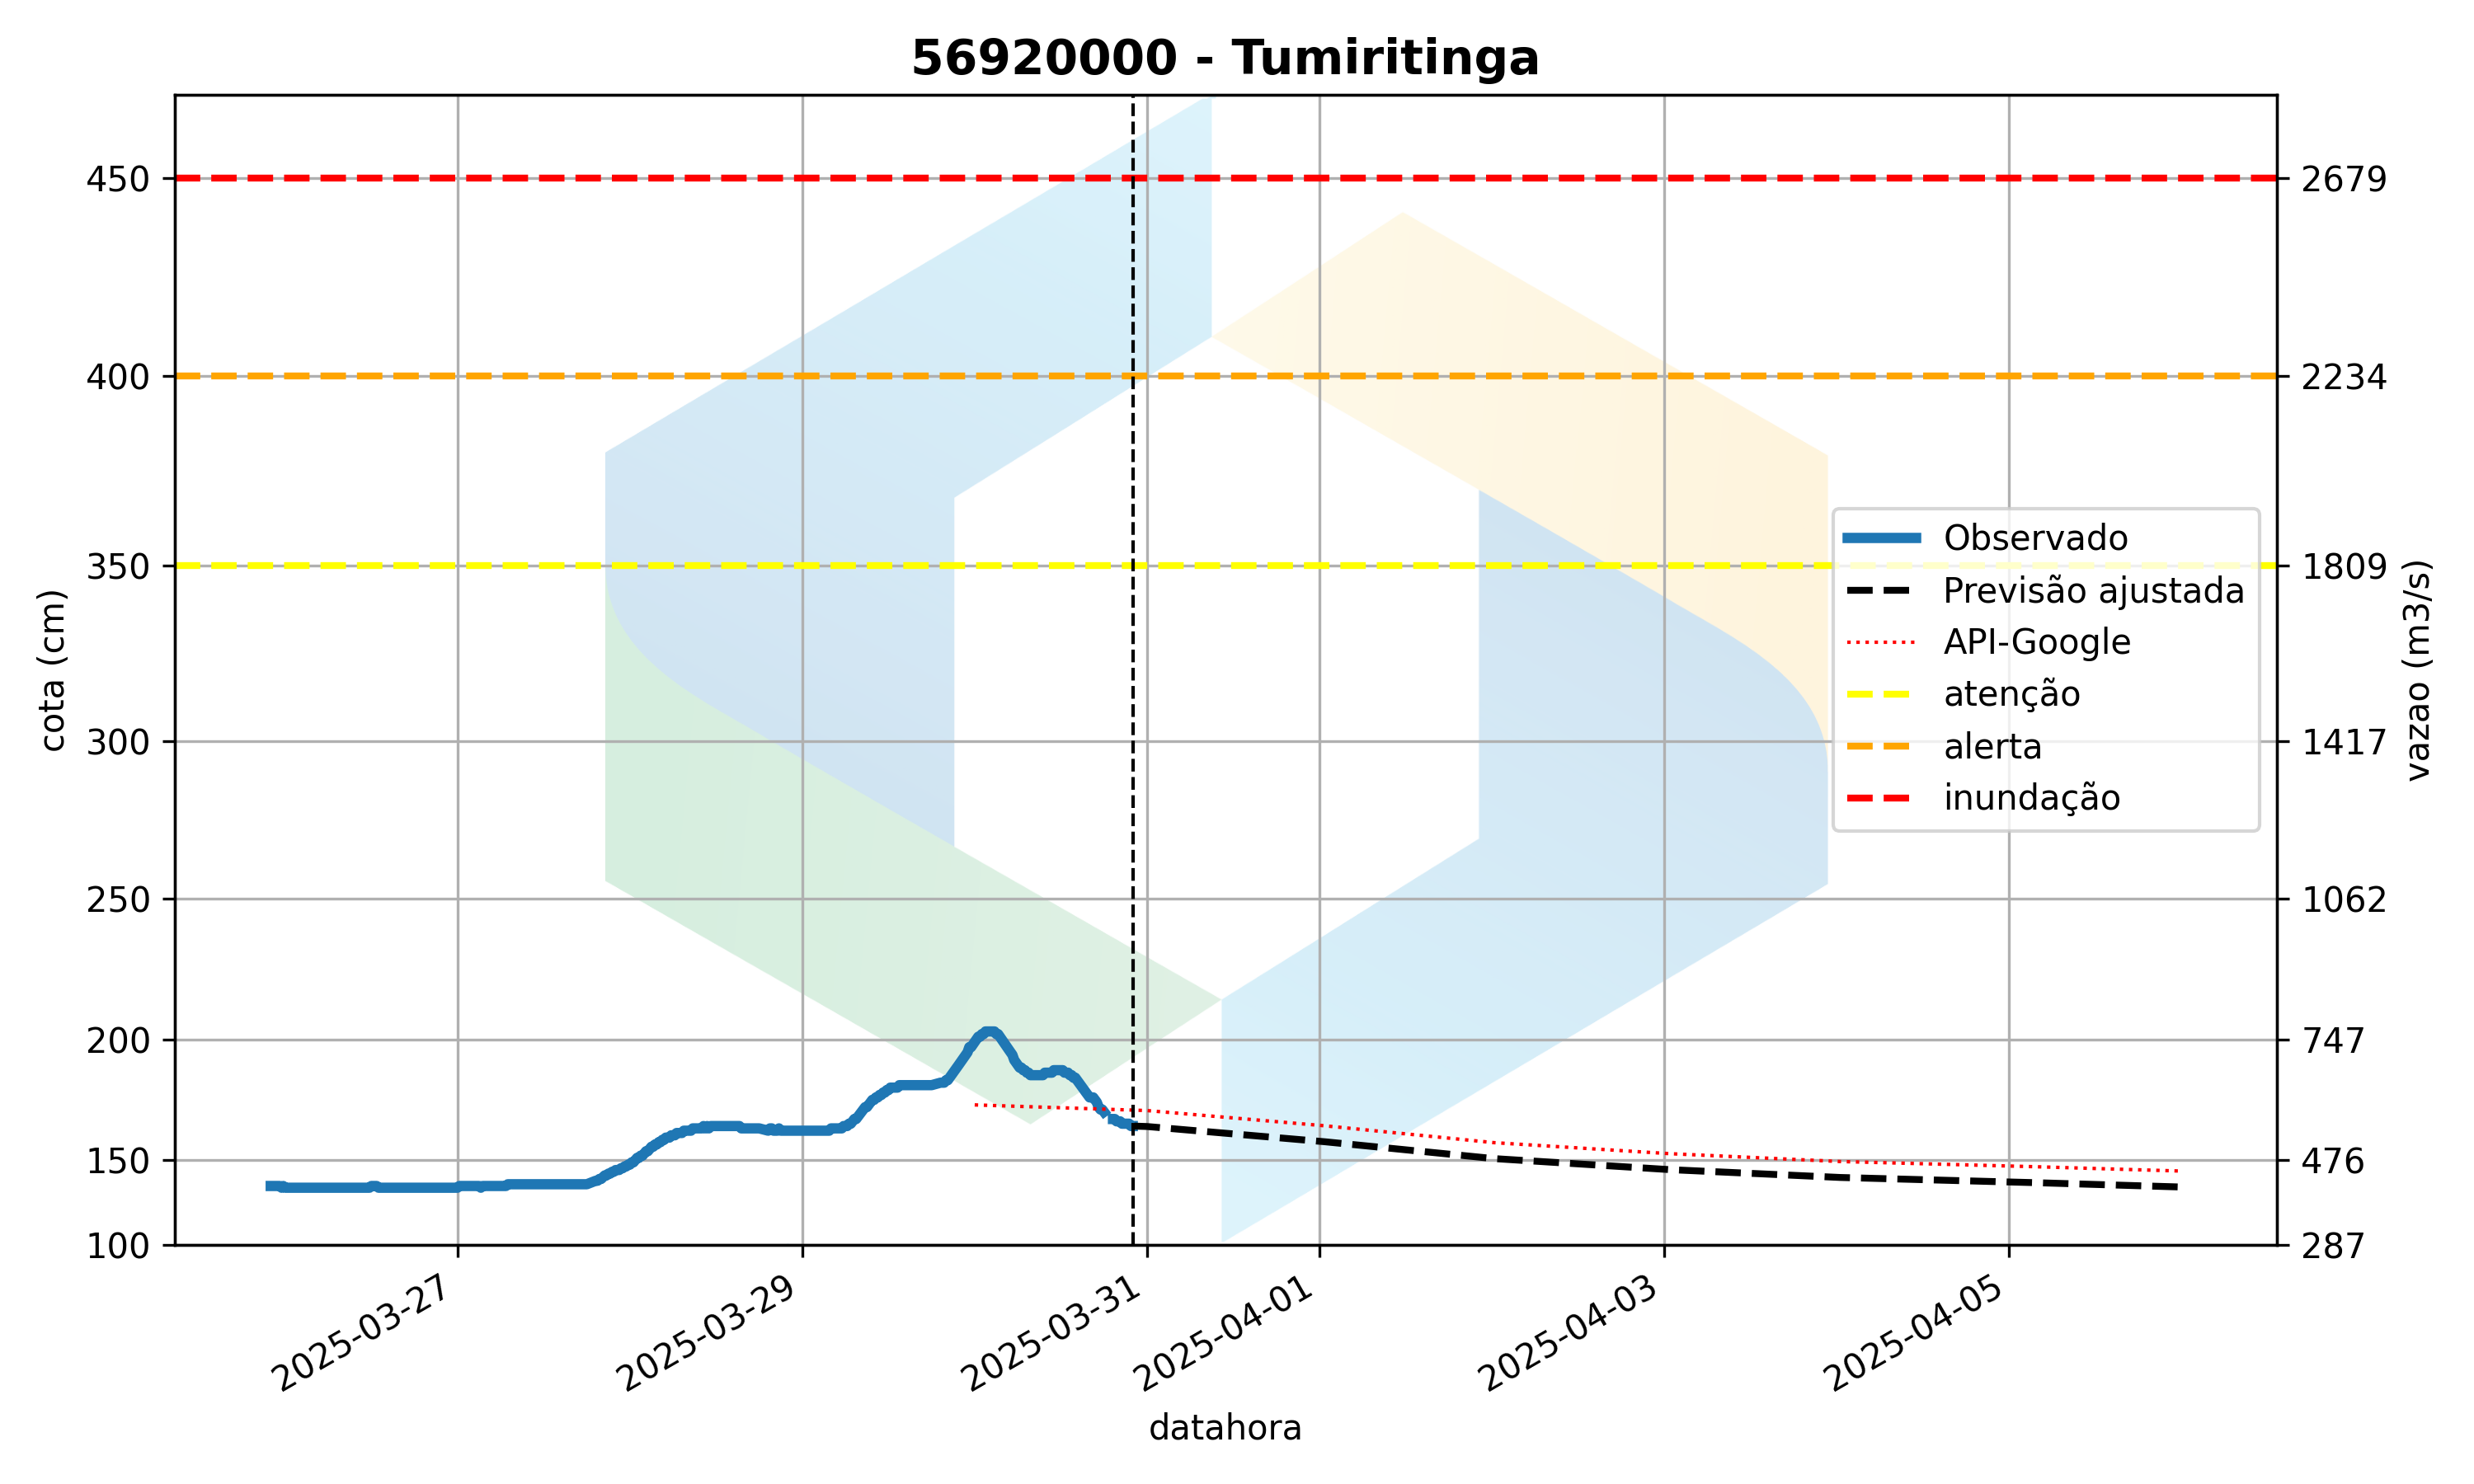 56920000 - Tumiritinga
cota (cm)
450
400
350
300
250
200
150
100
2679
2234
1809
1417
1062
747
476
287
vazao (m3/s)
Observado
Previsão ajustada
API-Google
atenção
alerta
inundação
2025-03-27
2025-03-29
2025-03-31
2025-04-01
2025-04-03
2025-04-05
datahora